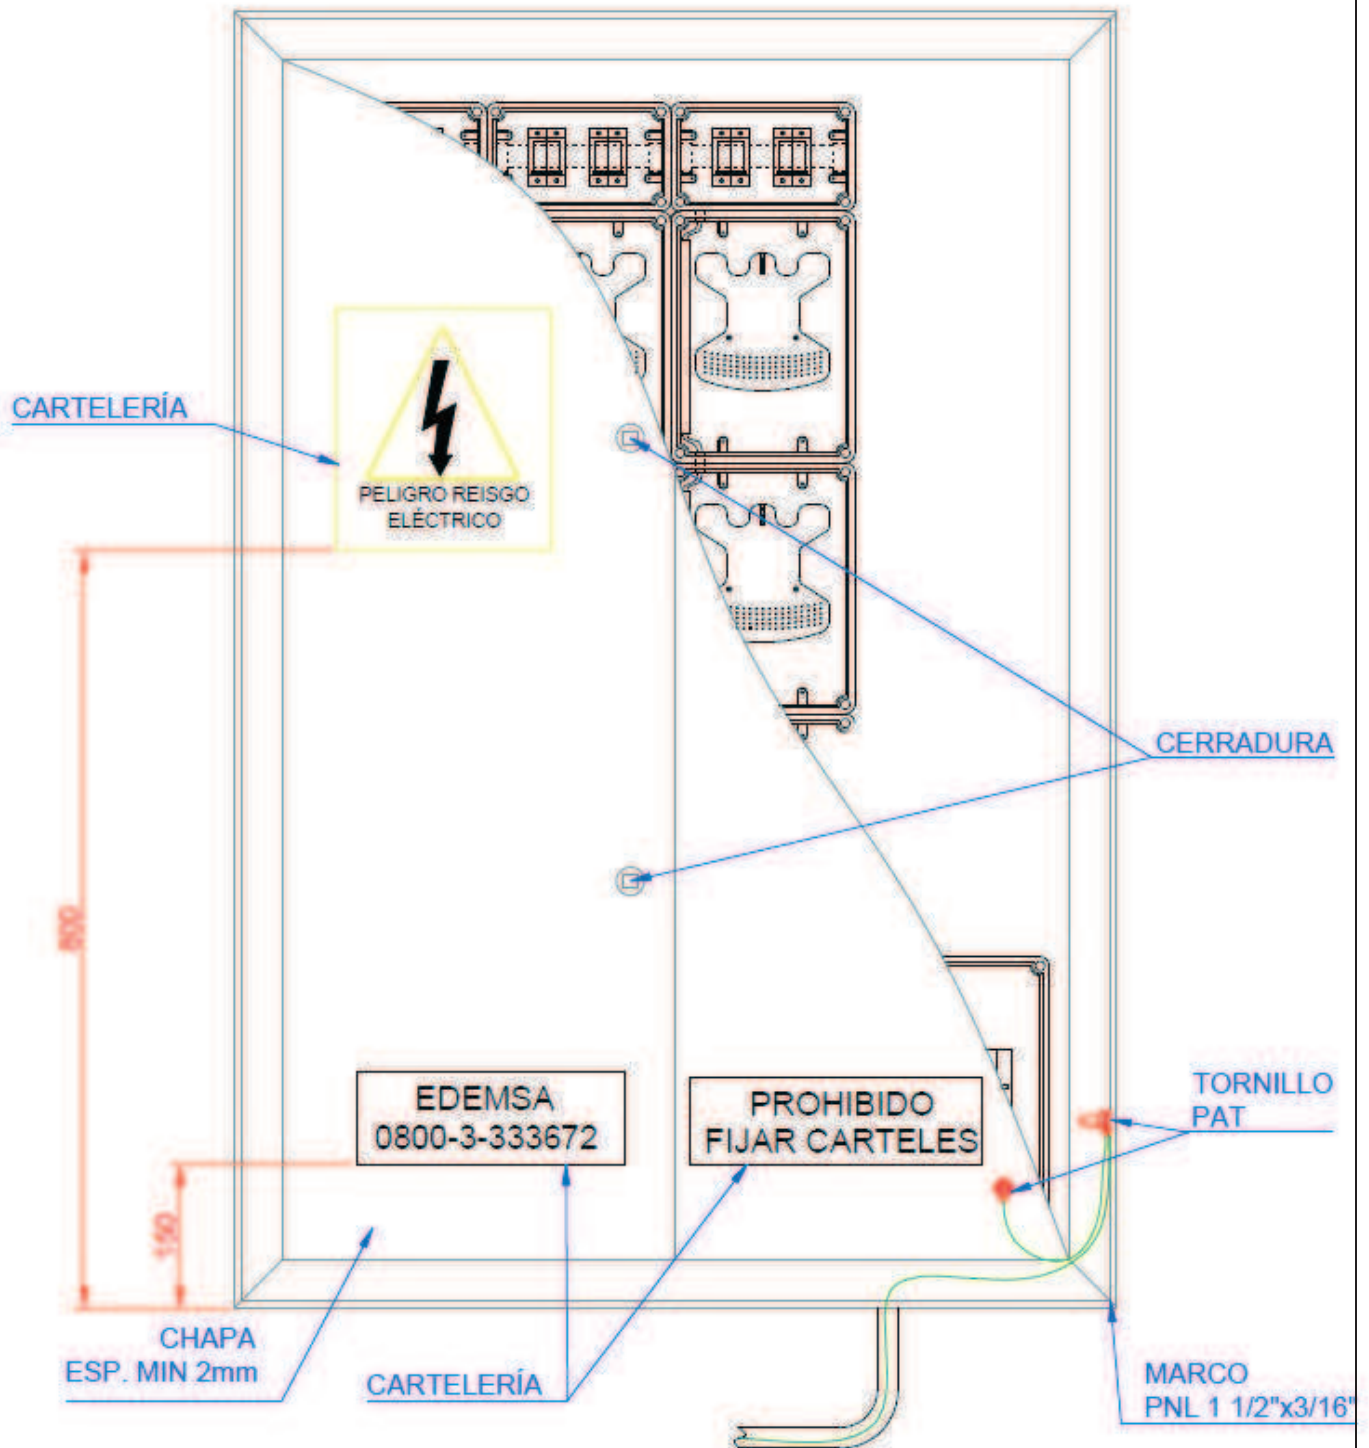 CARTELERÍA
PELIGRO REISGO
ELÉCTRICO
CERRADURA
800
EDEMSA
0800-3-333672
PROHIBIDO
FIJAR CARTELES
TORNILLO
PAT
150
CHAPA
ESP. MIN 2mm
CARTELERÍA
MARCO
PNL 1 1/2"x3/16"